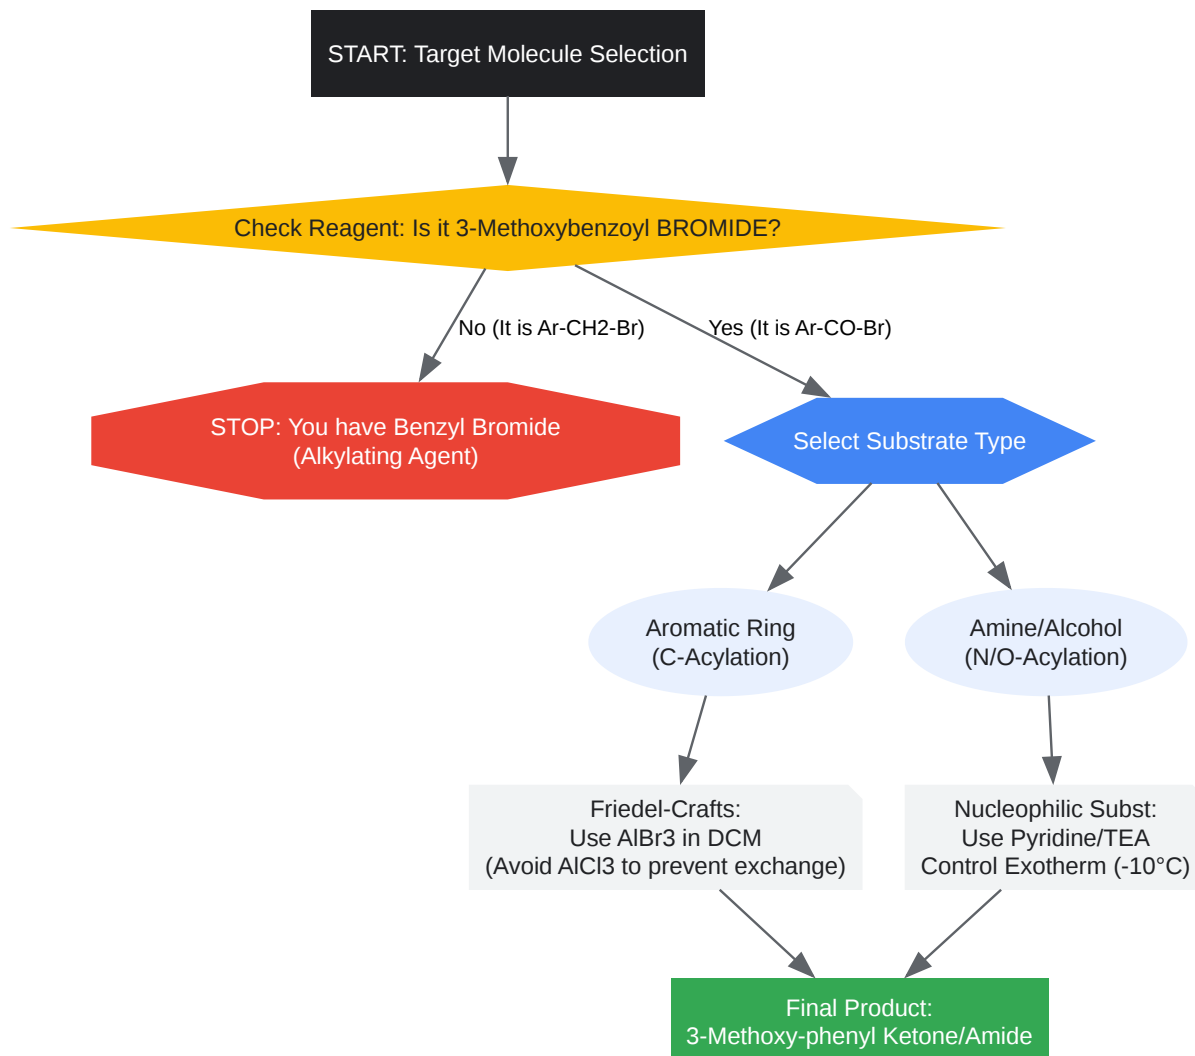 START: Target Molecule Selection
Check Reagent: Is it 3-Methoxybenzoyl BROMIDE?
No (It is Ar-CH2-Br)
Yes (It is Ar-CO-Br)
STOP: You have Benzyl Bromide
(Alkylating Agent)
Select Substrate Type
Aromatic Ring
(C-Acylation)
Amine/Alcohol
(N/O-Acylation)
Friedel-Crafts:
Use AlBr3 in DCM
(Avoid AlCl3 to prevent exchange)
Nucleophilic Subst:
Use Pyridine/TEA
Control Exotherm (-10°C)
Final Product:
3-Methoxy-phenyl Ketone/Amide